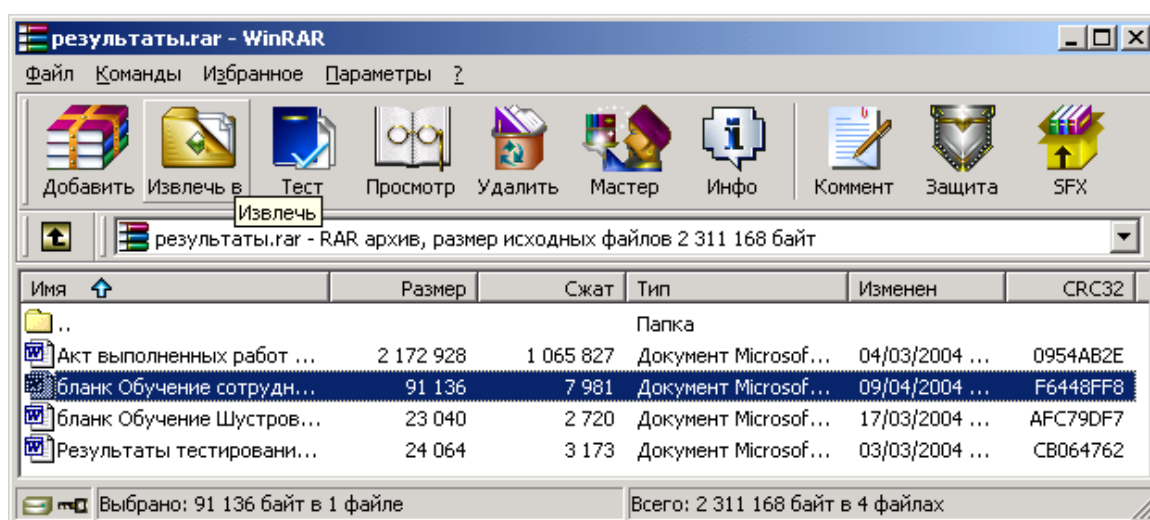 результаты.rar - WinRAR
Файл Команды Избранное Параметры ?
Добавить Извлечь в Тест Просмотр Удалить Мастер Инфо Коммент Защита SFX
Извлечь
результаты.rar - RAR архив, размер исходных файлов 2 311 168 байт
Имя Размер Сжат Тип Изменен CRC32
.. Папка
Акт выполненных работ ... 2 172 928 1 065 827 Документ Microsof... 04/03/2004 ... 0954AB2E
бланк Обучение сотрудн... 91 136 7 981 Документ Microsof... 09/04/2004 ... F6448FF8
бланк Обучение Шустров... 23 040 2 720 Документ Microsof... 17/03/2004 ... AFC79DF7
Результаты тестировани... 24 064 3 173 Документ Microsof... 03/03/2004 ... CB064762
Выбрано: 91 136 байт в 1 файле Всего: 2 311 168 байт в 4 файлах